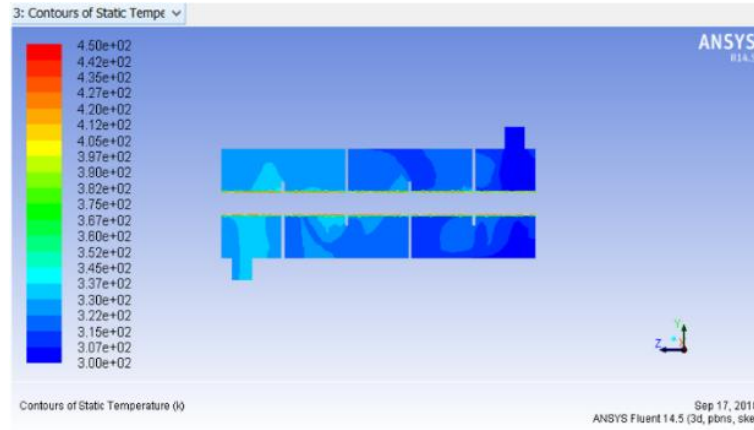 3: Contours of Static Tempe
ANSYS
R14.5
4.50e+02
4.42e+02
4.35e+02
4.27e+02
4.20e+02
4.12e+02
4.05e+02
3.97e+02
3.90e+02
3.82e+02
3.75e+02
3.67e+02
3.60e+02
3.52e+02
3.45e+02
3.37e+02
3.30e+02
3.22e+02
3.15e+02
3.07e+02
3.00e+02
Y
Z X
Contours of Static Temperature (k)
Sep 17, 201
ANSYS Fluent 14.5 (3d, pbns, ske